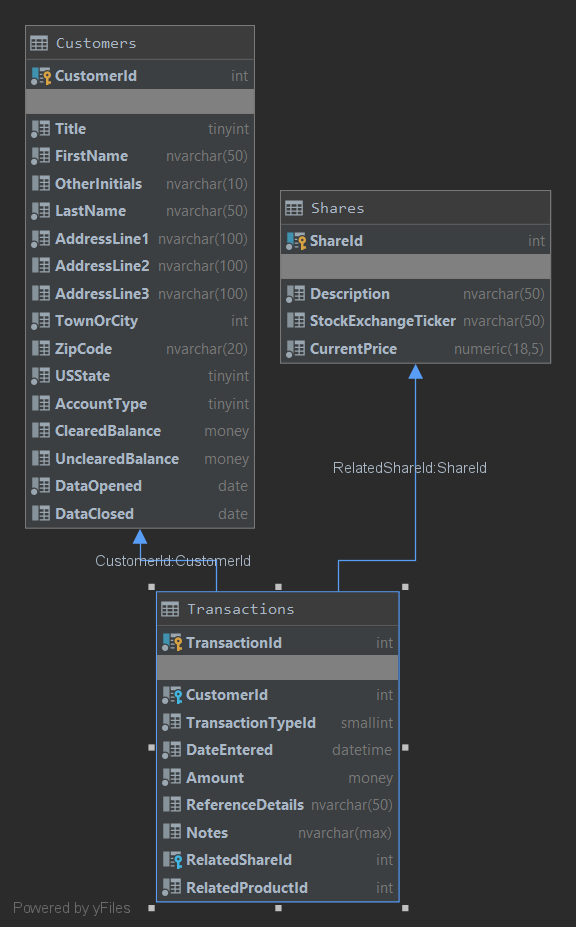 Customers
CustomerId int
Title tinyint
FirstName nvarchar(50)
OtherInitials nvarchar(10)
LastName nvarchar(50)
AddressLine1 nvarchar(100)
AddressLine2 nvarchar(100)
AddressLine3 nvarchar(100)
TownOrCity int
ZipCode nvarchar(20)
USState tinyint
AccountType tinyint
ClearedBalance money
UnclearedBalance money
DataOpened date
DataClosed date
Shares
ShareId int
Description nvarchar(50)
StockExchangeTicker nvarchar(50)
CurrentPrice numeric(18,5)
RelatedShareId:ShareId
CustomerId:CustomerId
Transactions
TransactionId int
CustomerId int
TransactionTypeId smallint
DateEntered datetime
Amount money
ReferenceDetails nvarchar(50)
Notes nvarchar(max)
RelatedShareId int
RelatedProductId int
Powered by yFiles